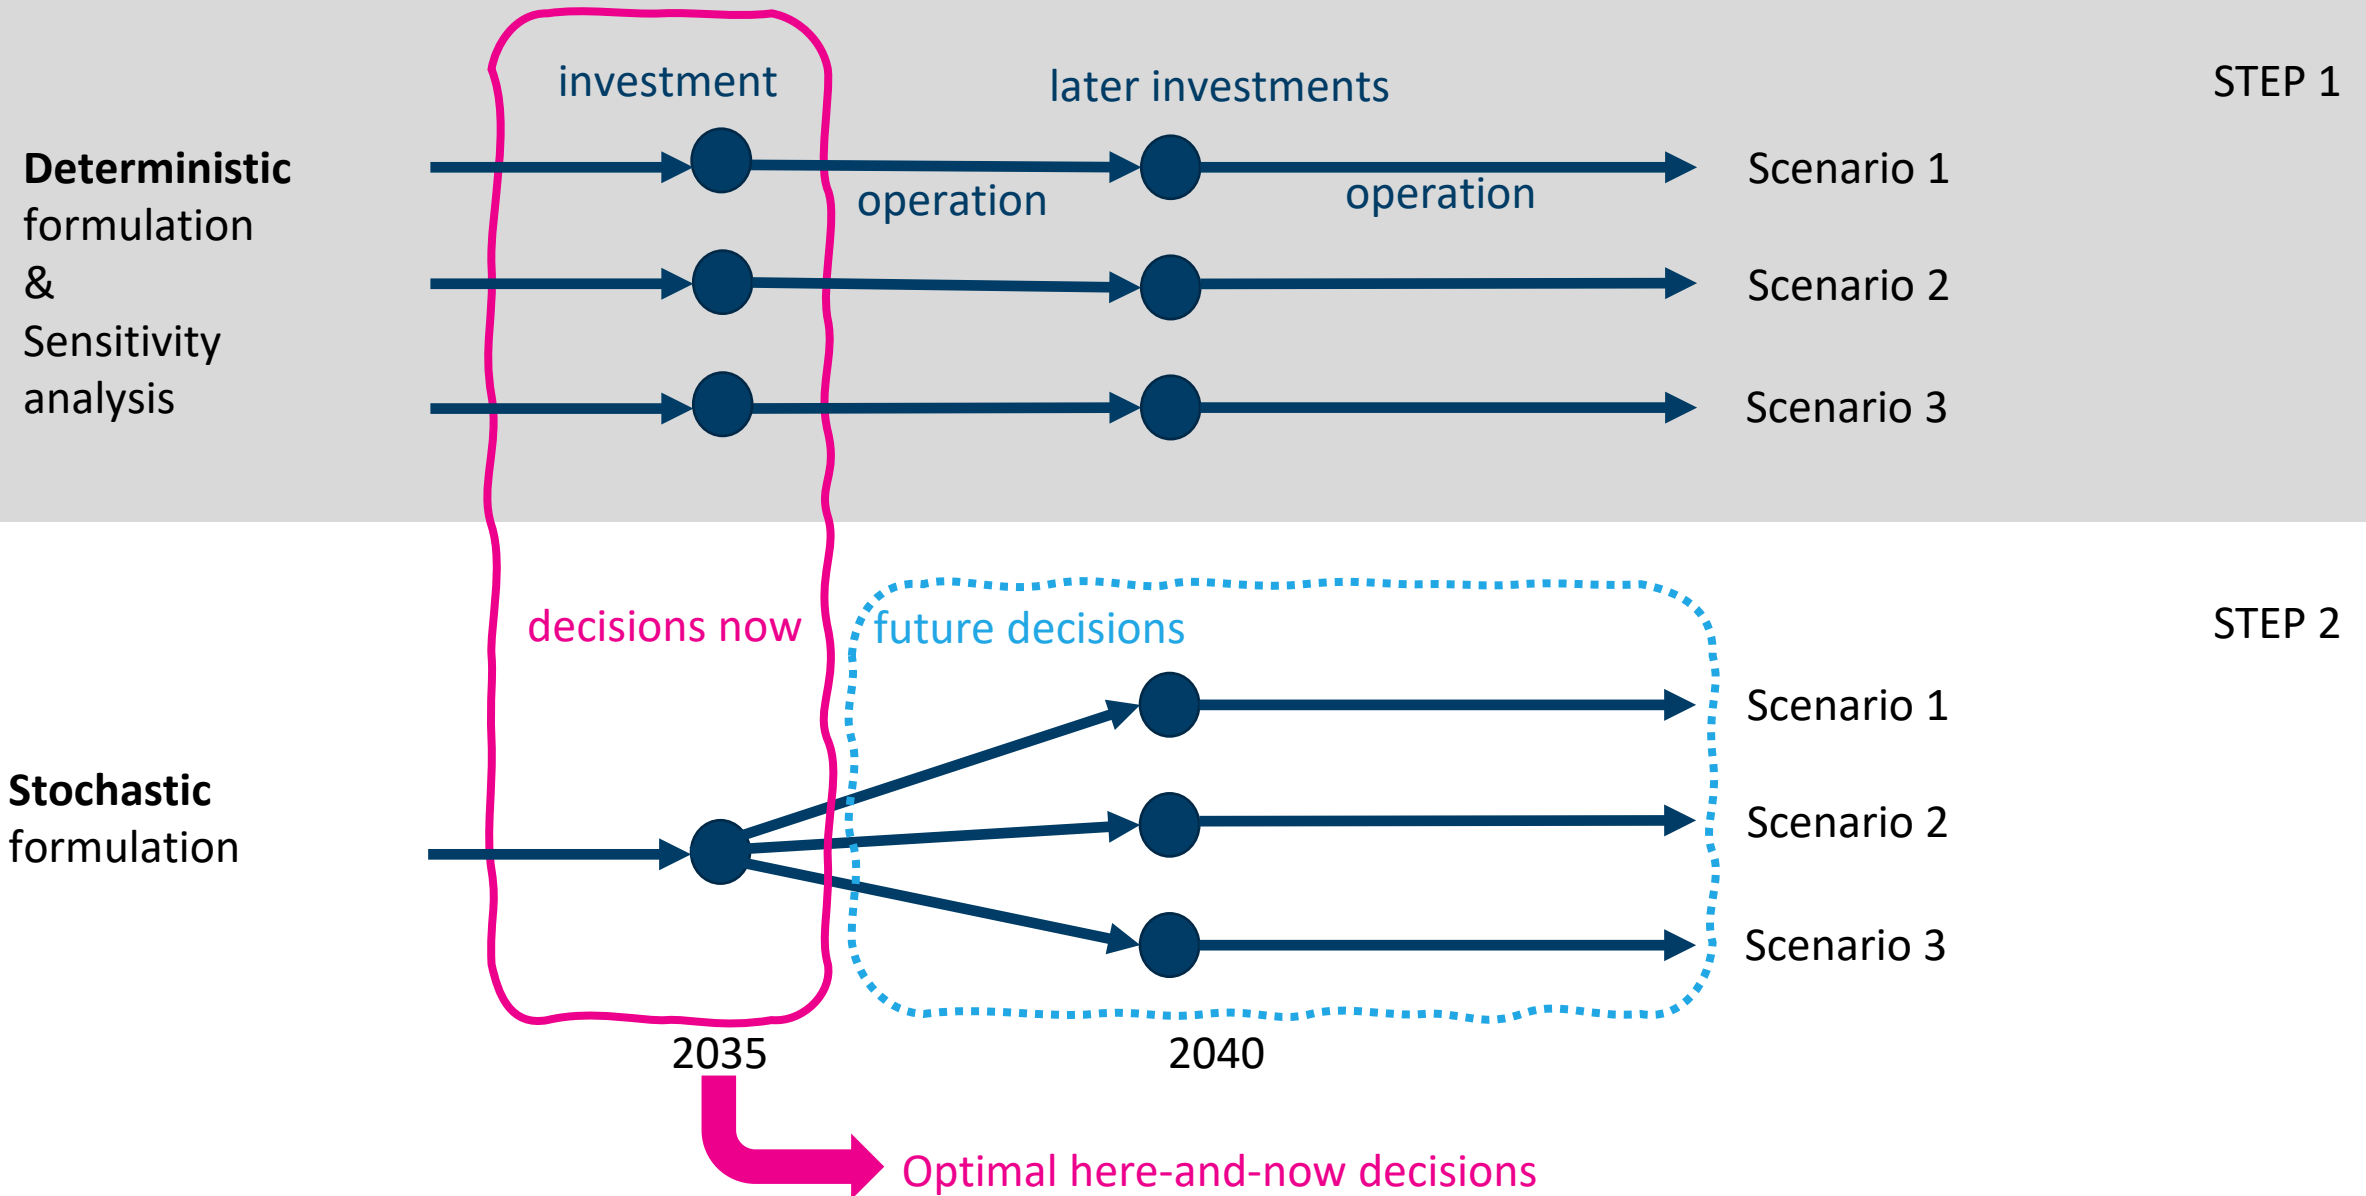 investment
later investments
STEP 1
Deterministic
formulation
&
Sensitivity
analysis
operation
operation
Scenario 1
Scenario 2
Scenario 3
decisions now
future decisions
STEP 2
Stochastic
formulation
Scenario 1
Scenario 2
Scenario 3
2035
2040
Optimal here-and-now decisions